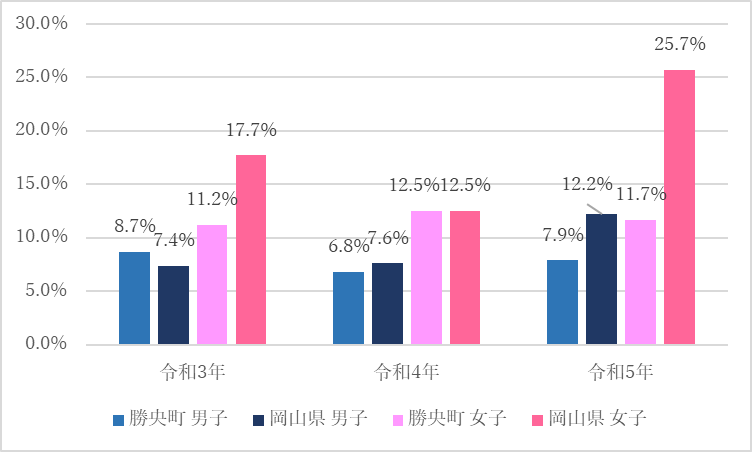 30.0%
25.0%
20.0%
15.0%
10.0%
5.0%
0.0%
8.7%
7.4%
11.2%
17.7%
6.8%
7.6%
12.5%
12.5%
7.9%
12.2%
11.7%
25.7%
令和3年
令和4年
令和5年
勝央町 男子
岡山県 男子
勝央町 女子
岡山県 女子